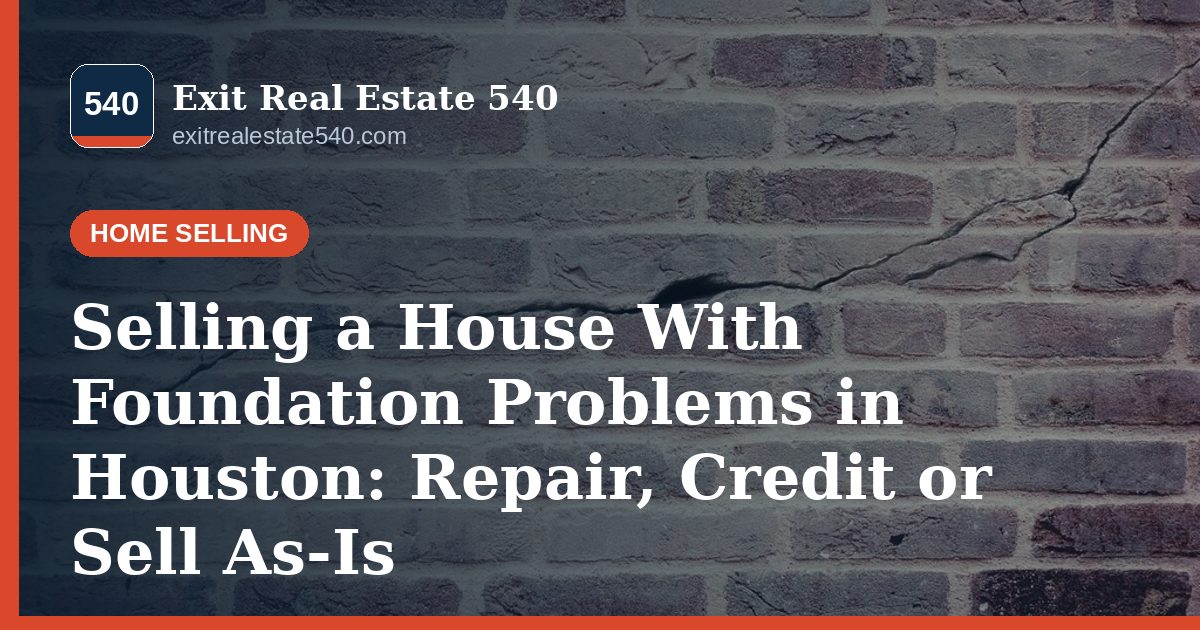 540
Exit Real Estate 540
exitrealestate540.com
HOME SELLING
Selling a House With
Foundation Problems in
Houston: Repair, Credit or
Sell As-Is